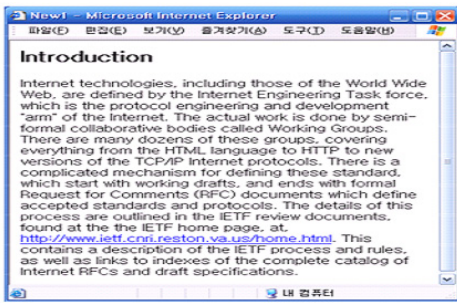 New1 - Microsoft Internet Explorer
파일(F) 편집(E) 보기(V) 즐겨찾기(A) 도구(T) 도움말(H)
Introduction
Internet technologies, including those of the World Wide
Web, are defined by the Internet Engineering Task force,
which is the protocol engineering and development
"arm" of the Internet. The actual work is done by semi-
formal collaborative bodies called Working Groups.
There are many dozens of these groups, covering
everything from the HTML language to HTTP to new
versions of the TCP/IP Internet protocols. There is a
complicated mechanism for defining these standard,
which start with working drafts, and ends with formal
Request for Comments (RFC) documents which define
accepted standards and protocols. The details of this
process are outlined in the IETF review documents,
found at the the IETF home page, at,
http://www.ietf.cnri.reston.va.us/home.html. This
contains a description of the IETF process and rules,
as well as links to indexes of the complete catalog of
Internet RFCs and draft specifications.
내 컴퓨터